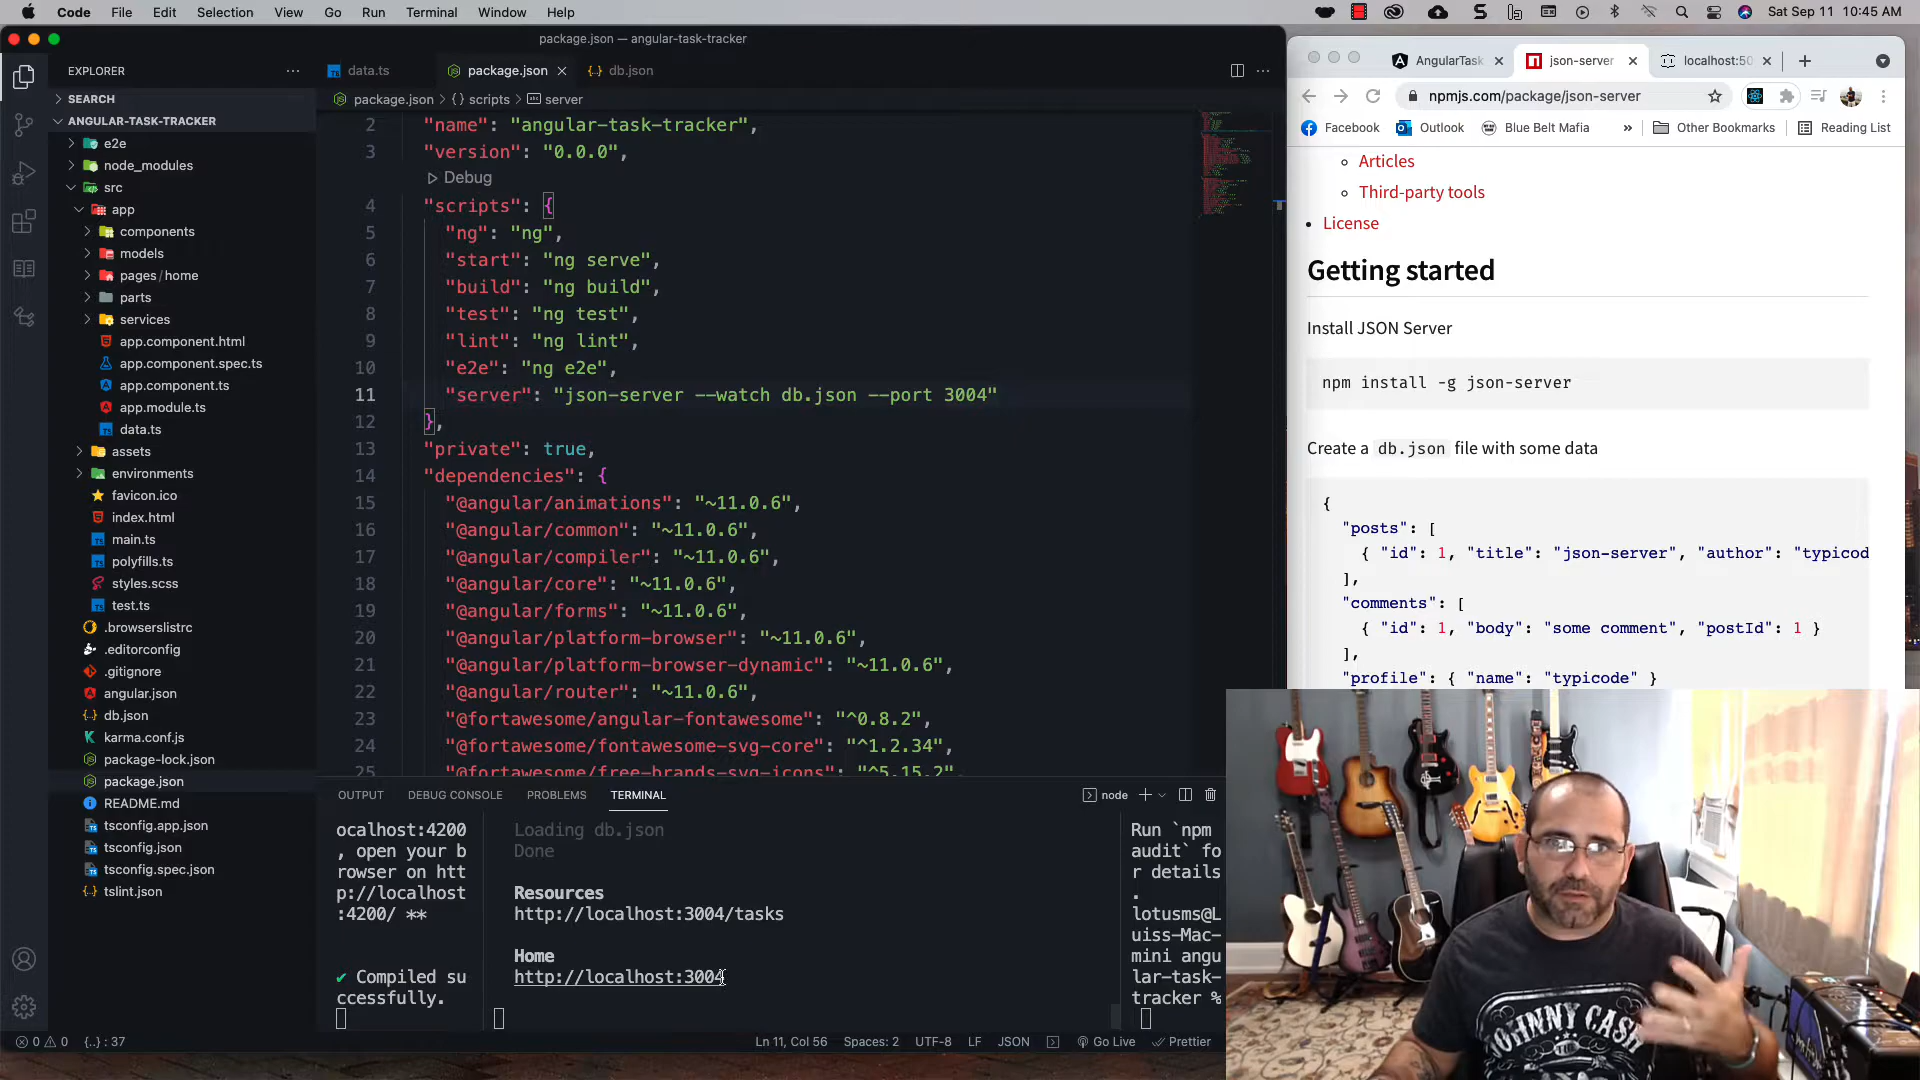 Code File Edit Selection View Go Run Terminal Window Help
Sat Sep 11 10:45 AM
package.json — angular-task-tracker
EXPLORER
SEARCH
ANGULAR-TASK-TRACKER
e2e
node_modules
src
app
components
models
pages/home
parts
services
app.component.html
app.component.spec.ts
app.component.ts
app.module.ts
data.ts
assets
environments
favicon.ico
index.html
main.ts
polyfills.ts
styles.scss
test.ts
.browserslistrc
.editorconfig
.gitignore
angular.json
db.json
karma.conf.js
package-lock.json
package.json
README.md
tsconfig.app.json
tsconfig.json
tsconfig.spec.json
tslint.json
data.ts package.json db.json
package.json > {} scripts > server
2 "name": "angular-task-tracker",
3 "version": "0.0.0",
Debug
4 "scripts": {
5 "ng": "ng",
6 "start": "ng serve",
7 "build": "ng build",
8 "test": "ng test",
9 "lint": "ng lint",
10 "e2e": "ng e2e",
11 "server": "json-server --watch db.json --port 3004"
12 },
13 "private": true,
14 "dependencies": {
15 "@angular/animations": "~11.0.6",
16 "@angular/common": "~11.0.6",
17 "@angular/compiler": "~11.0.6",
18 "@angular/core": "~11.0.6",
19 "@angular/forms": "~11.0.6",
20 "@angular/platform-browser": "~11.0.6",
21 "@angular/platform-browser-dynamic": "~11.0.6",
22 "@angular/router": "~11.0.6",
23 "@fortawesome/angular-fontawesome": "^0.8.2",
24 "@fortawesome/fontawesome-svg-core": "^1.2.34",
25 "@fortawesome/free-brands-svg-icons": "^5.15.2",
OUTPUT DEBUG CONSOLE PROBLEMS TERMINAL
node
ocalhost:4200
, open your b
rowser on htt
p://localhost
:4200/ **
✔ Compiled su
ccessfully.
Loading db.json
Done
Resources
http://localhost:3004/tasks
Home
http://localhost:3004
Run `npm
audit` fo
r details
.
lotusms@L
uiss-Mac-
mini angu
lar-task-
tracker %
0 0 {..} : 37
Ln 11, Col 56 Spaces: 2 UTF-8 LF JSON Go Live Prettier
AngularTask json-server localhost:50
npmjs.com/package/json-server
Facebook Outlook Blue Belt Mafia » Other Bookmarks Reading List
Articles
Third-party tools
License
Getting started
Install JSON Server
npm install -g json-server
Create a db.json file with some data
{
"posts": [
{ "id": 1, "title": "json-server", "author": "typicod
],
"comments": [
{ "id": 1, "body": "some comment", "postId": 1 }
],
"profile": { "name": "typicode" }
JOHNNY CASH